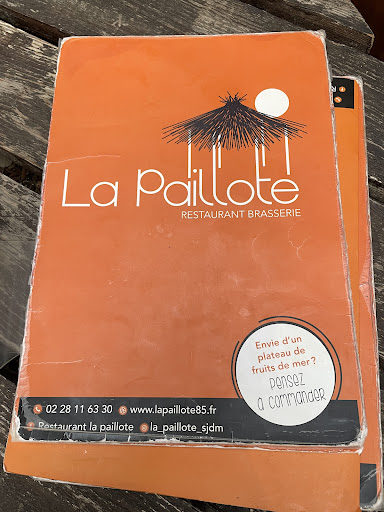 La Paillote
RESTAURANT BRASSERIE
Envie d'un
plateau de
fruits de mer ?
Pensez
à commander
02 28 11 63 30 www.lapaillote85.fr
Restaurant la paillote la_paillote_sjdm